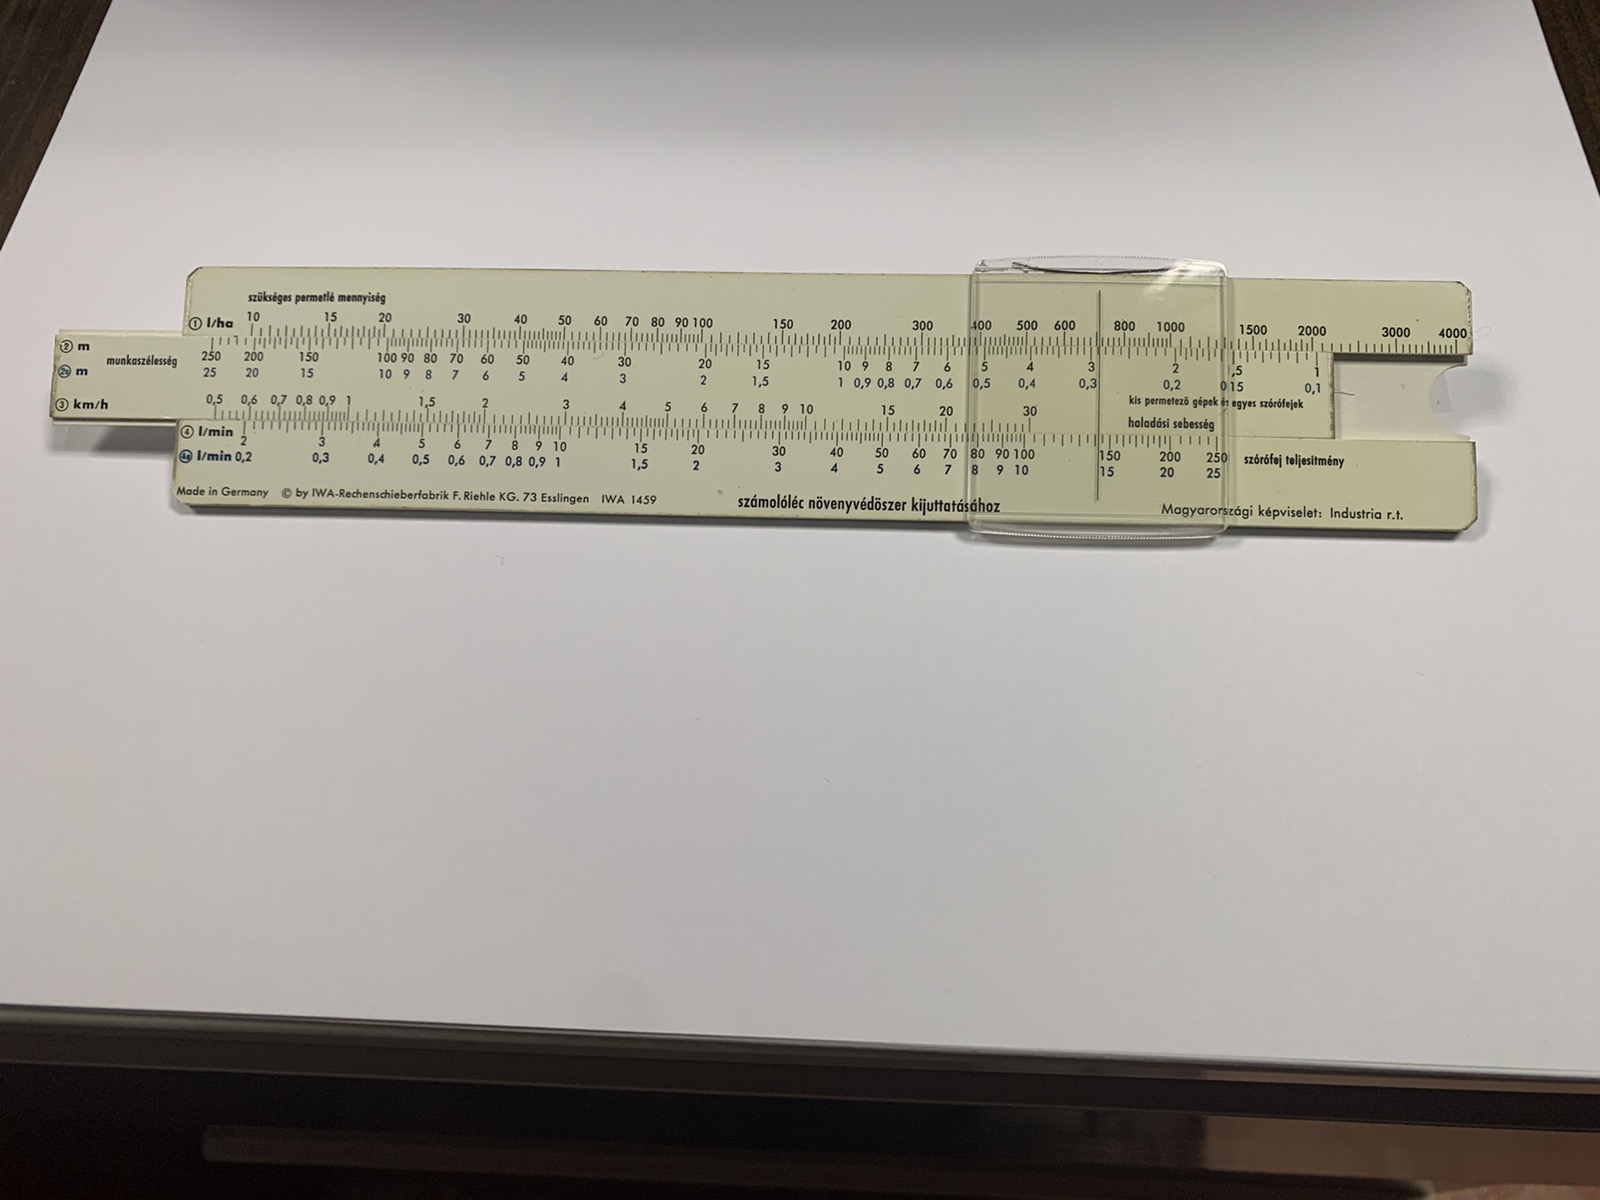 szükséges permetlé mennyiség
① l/ha 10 15 20 30 40 50 60 70 80 90 100 150 200 300 400 500 600 800 1000 1500 2000 3000 4000
② m 250 200 150 100 90 80 70 60 50 40 30 20 15 10 9 8 7 6 5 4 3 2 1,5 1
munkaszélesség
②ª m 25 20 15 10 9 8 7 6 5 4 3 2 1,5 1 0,9 0,8 0,7 0,6 0,5 0,4 0,3 0,2 0,15 0,1
kis permetező gépek és egyes szórófejek
③ km/h 0,5 0,6 0,7 0,8 0,9 1 1,5 2 3 4 5 6 7 8 9 10 15 20 30
haladási sebesség
④ l/min 2 3 4 5 6 7 8 9 10 15 20 30 40 50 60 70 80 90 100 150 200 250
④ª l/min 0,2 0,3 0,4 0,5 0,6 0,7 0,8 0,9 1 1,5 2 3 4 5 6 7 8 9 10 15 20 25
szórófej teljesitmény
Made in Germany © by IWA-Rechenschieberfabrik F. Riehle KG. 73 Esslingen IWA 1459
számolóléc növenyvédöszer kijuttatásához
Magyarországi képviselet: Industria r.t.